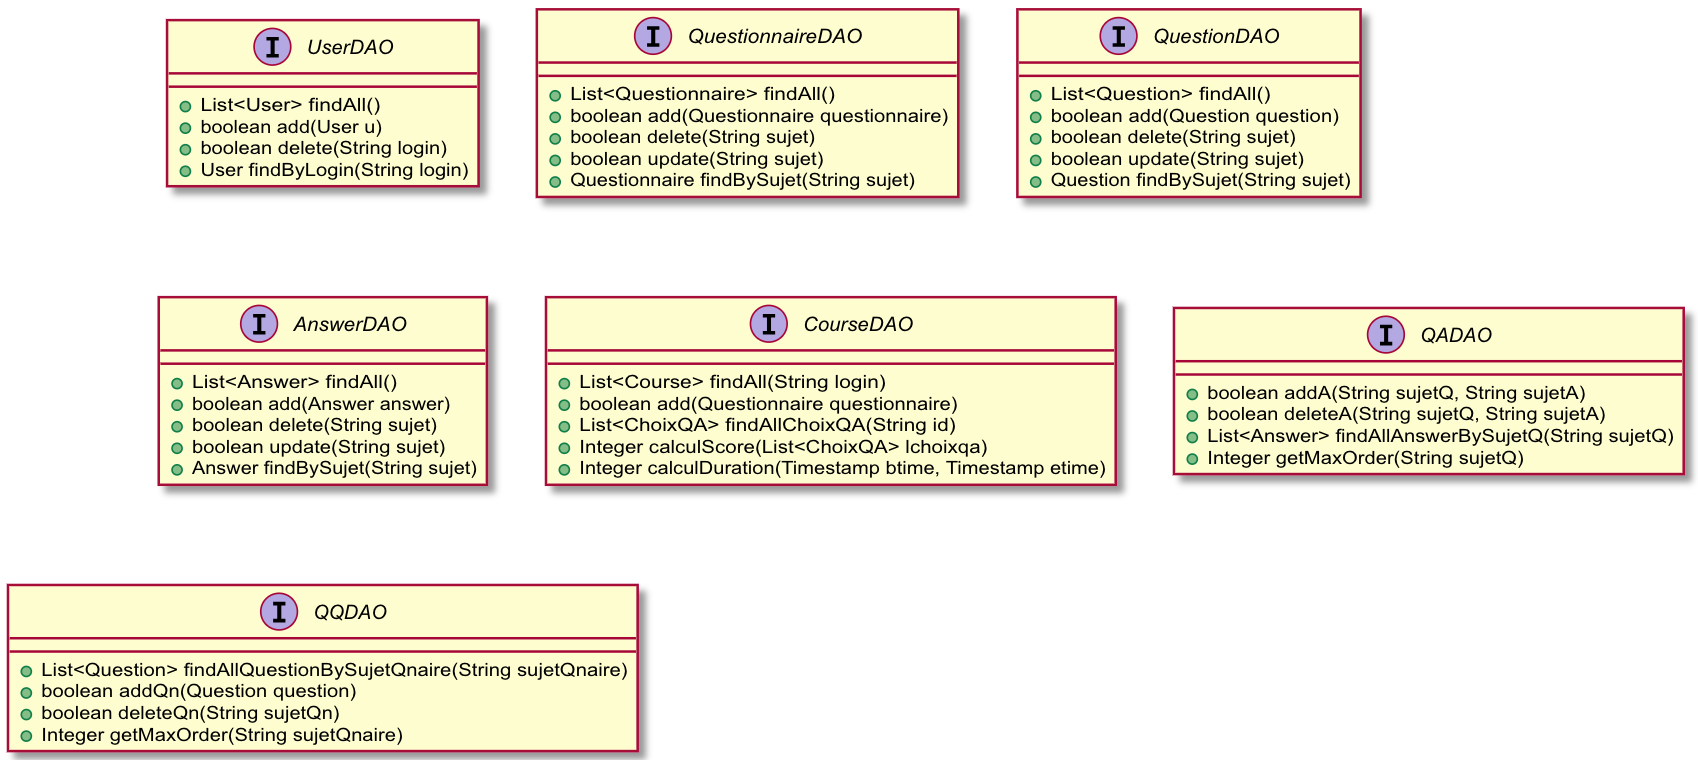 I UserDAO
List<User> findAll()
boolean add(User u)
boolean delete(String login)
User findByLogin(String login)
I QuestionnaireDAO
List<Questionnaire> findAll()
boolean add(Questionnaire questionnaire)
boolean delete(String sujet)
boolean update(String sujet)
Questionnaire findBySujet(String sujet)
I QuestionDAO
List<Question> findAll()
boolean add(Question question)
boolean delete(String sujet)
boolean update(String sujet)
Question findBySujet(String sujet)
I AnswerDAO
List<Answer> findAll()
boolean add(Answer answer)
boolean delete(String sujet)
boolean update(String sujet)
Answer findBySujet(String sujet)
I CourseDAO
List<Course> findAll(String login)
boolean add(Questionnaire questionnaire)
List<ChoixQA> findAllChoixQA(String id)
Integer calculScore(List<ChoixQA> lchoixqa)
Integer calculDuration(Timestamp btime, Timestamp etime)
I QADAO
boolean addA(String sujetQ, String sujetA)
boolean deleteA(String sujetQ, String sujetA)
List<Answer> findAllAnswerBySujetQ(String sujetQ)
Integer getMaxOrder(String sujetQ)
I QQDAO
List<Question> findAllQuestionBySujetQnaire(String sujetQnaire)
boolean addQn(Question question)
boolean deleteQn(String sujetQn)
Integer getMaxOrder(String sujetQnaire)